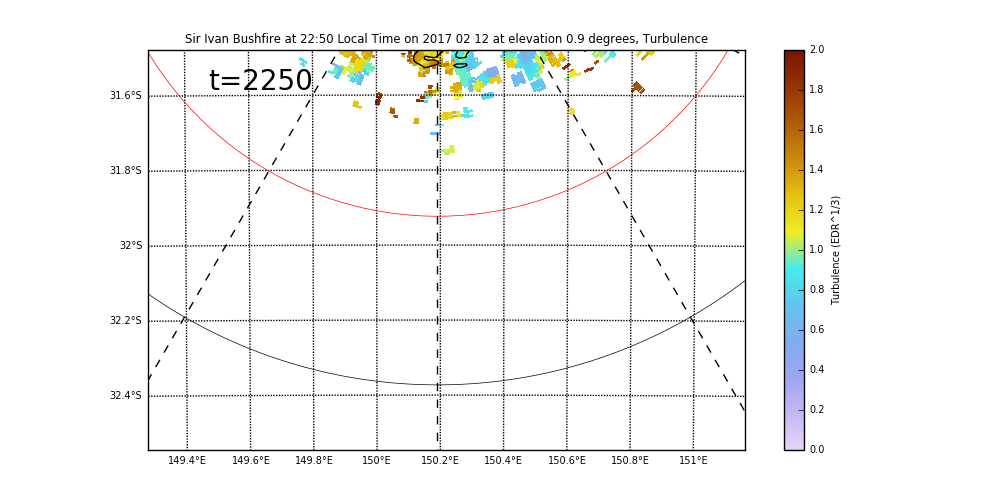 Sir Ivan Bushfire at 22:50 Local Time on 2017 02 12 at elevation 0.9 degrees, Turbulence
t=2250
31.6°S
31.8°S
32°S
32.2°S
32.4°S
149.4°E 149.6°E 149.8°E 150°E 150.2°E 150.4°E 150.6°E 150.8°E 151°E
2.0
1.8
1.6
1.4
1.2
1.0
0.8
0.6
0.4
0.2
0.0
Turbulence (EDR^1/3)